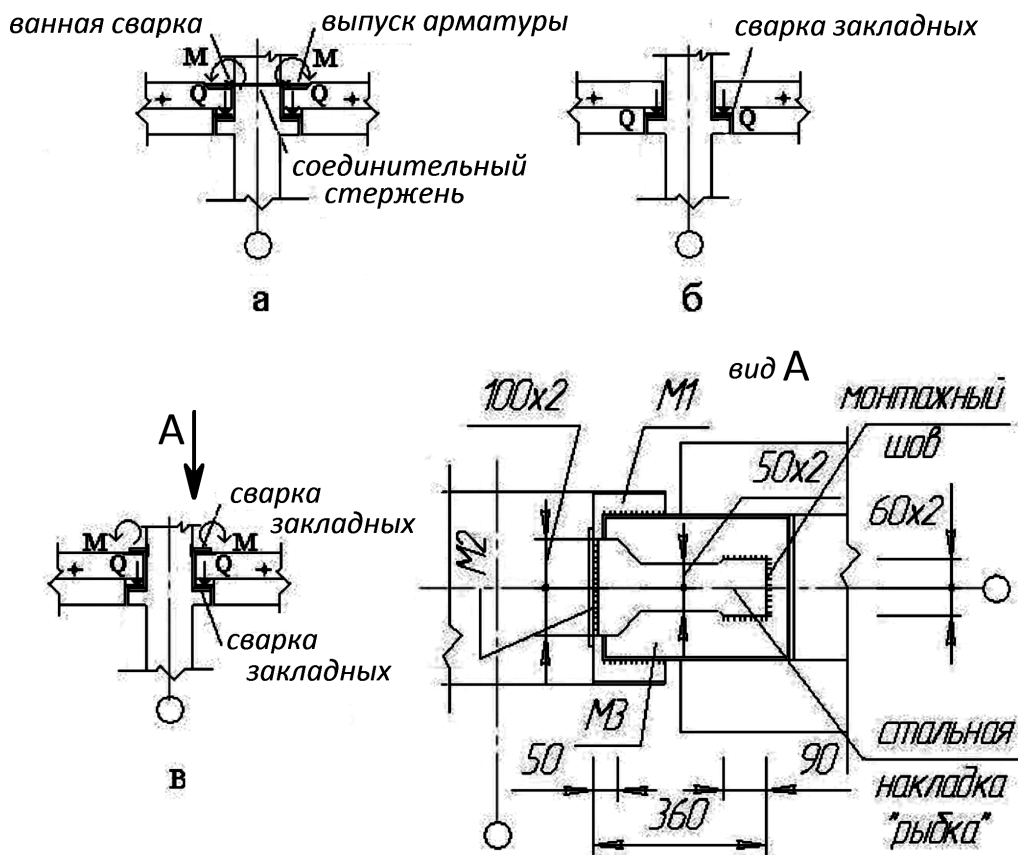 ванная сварка
выпуск арматуры
M
M
Q
Q
соединительный
стержень
а
сварка закладных
Q
Q
б
А
сварка
закладных
M
M
Q
Q
сварка
закладных
в
вид А
100х2
М1
монтажный
шов
50х2
60х2
М2
М3
50
90
360
стальная
накладка
"рыбка"